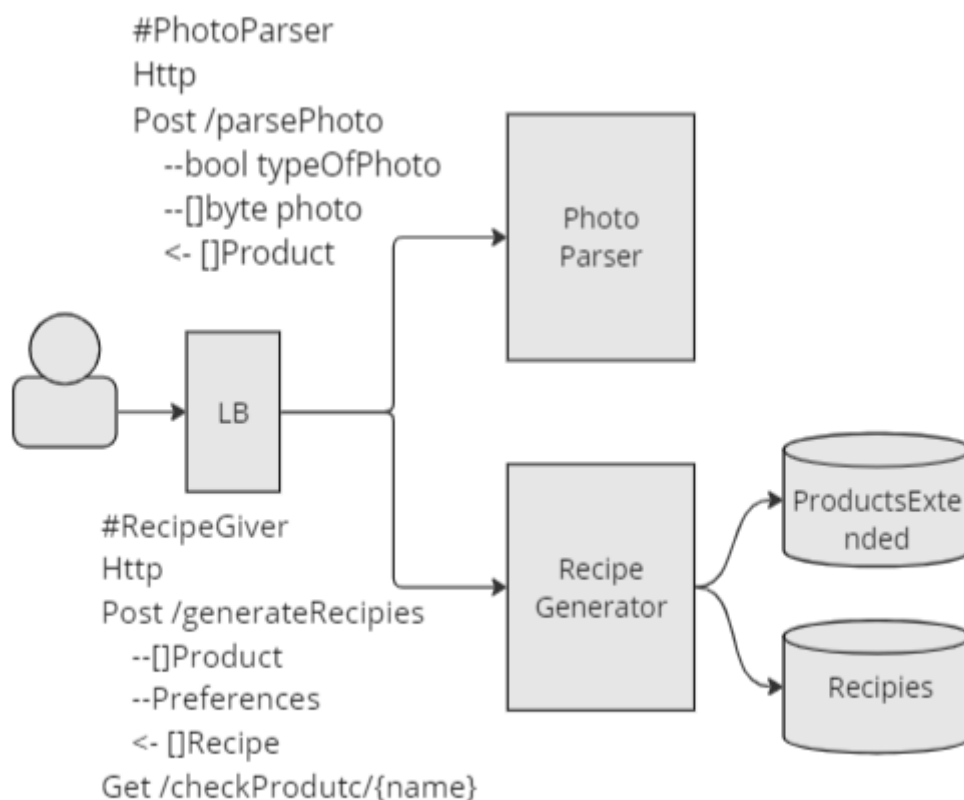 #PhotoParser
Http
Post /parsePhoto
--bool typeOfPhoto
--[]byte photo
<- []Product
Photo
Parser
LB
#RecipeGiver
Http
Post /generateRecipies
--[]Product
--Preferences
<- []Recipe
Get /checkProdutc/{name}
Recipe
Generator
ProductsExte
nded
Recipies